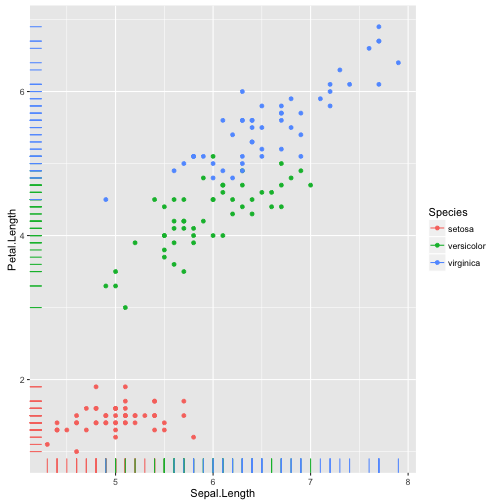 Petal.Length
6
4
2
5
6
7
8
Sepal.Length
Species
setosa
versicolor
virginica